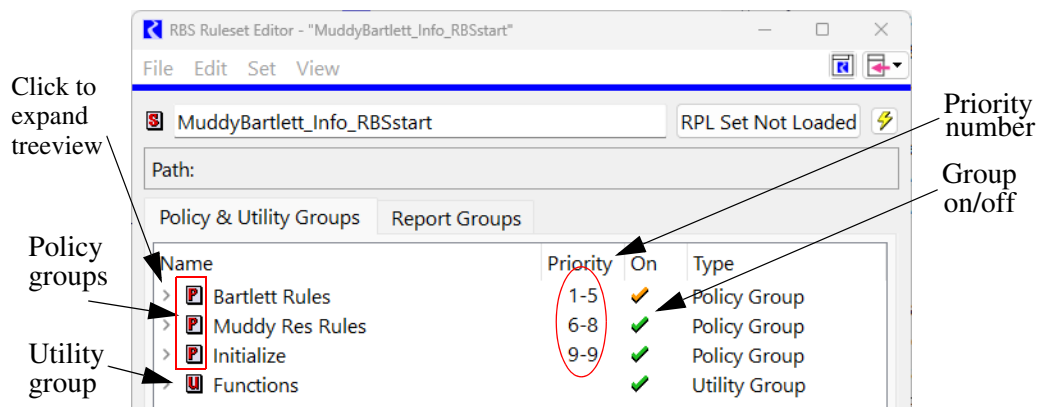 RBS Ruleset Editor - "MuddyBartlett_Info_RBSstart"
File Edit Set View
Click to
expand
treeview
S MuddyBartlett_Info_RBSstart RPL Set Not Loaded
Priority
number
Path:
Group
on/off
Policy & Utility Groups Report Groups
Policy
groups
Name Priority On Type
P Bartlett Rules 1-5 Policy Group
P Muddy Res Rules 6-8 Policy Group
P Initialize 9-9 Policy Group
Utility
group
U Functions Utility Group